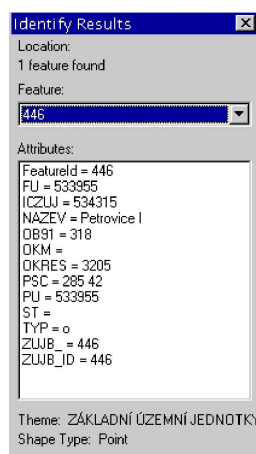 Identify Results
Location:
1 feature found
Feature:
446
Attributes:
FeatureId = 446
FU = 533955
ICZUJ = 534315
NAZEV = Petrovice I
OB91 = 318
OKM =
OKRES = 3205
PSC = 285 42
PU = 533955
ST =
TYP = o
ZUJB_ = 446
ZUJB_ID = 446
Theme: ZÁKLADNÍ ÚZEMNÍ JEDNOTKY
Shape Type: Point